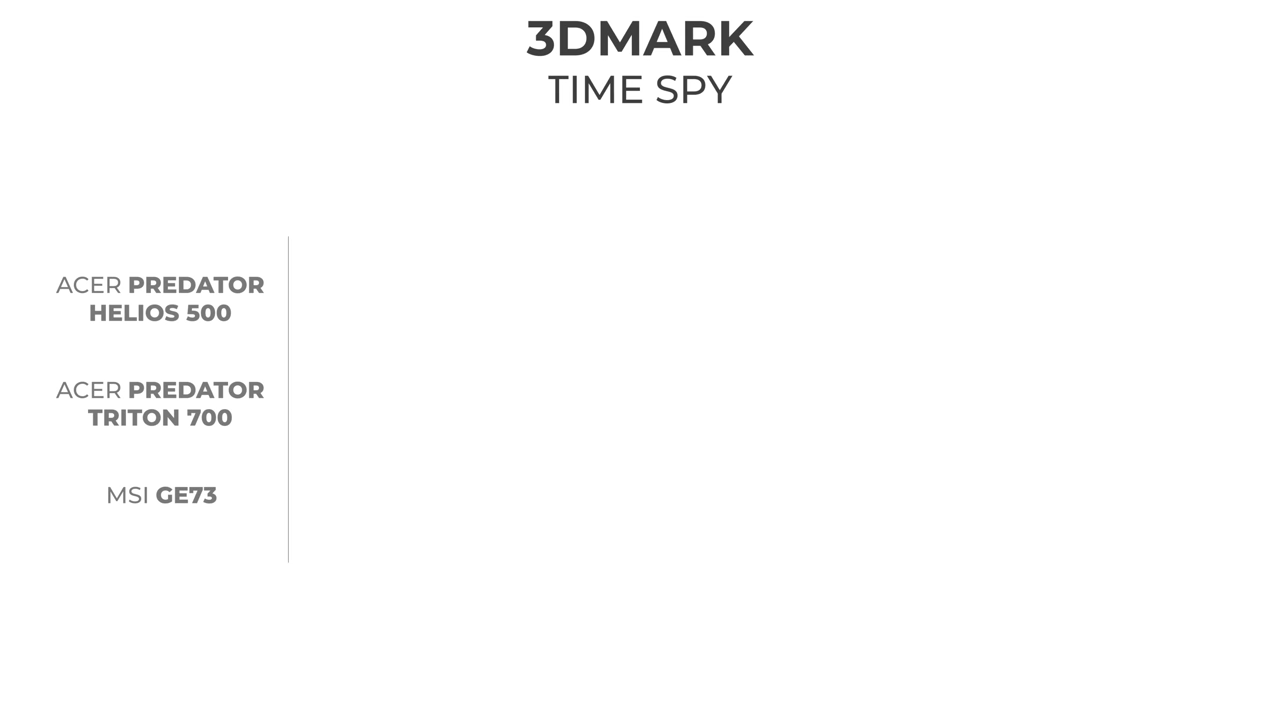 3DMARK
TIME SPY
ACER PREDATOR
HELIOS 500
ACER PREDATOR
TRITON 700
MSI GE73